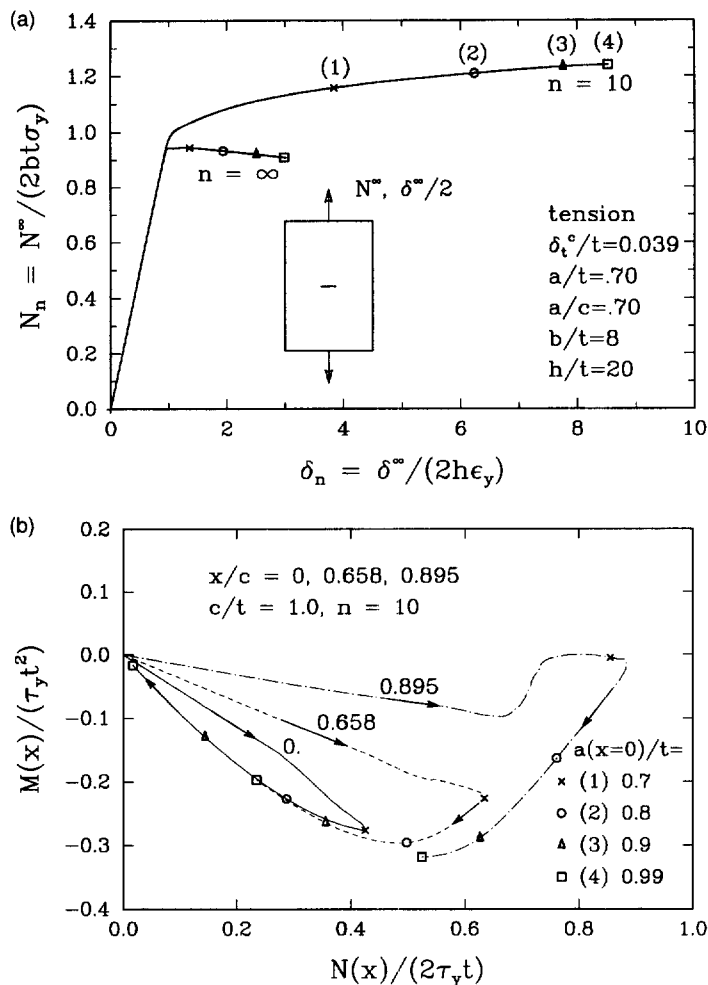 (a)
N_n = N^∞/(2btσ_y)
1.4
1.2
1.0
0.8
0.6
0.4
0.2
0.0
(1)
(2)
(3)
(4)
n = 10
n = ∞
N^∞, δ^∞/2
tension
δ_t^c/t=0.039
a/t=.70
a/c=.70
b/t=8
h/t=20
0
2
4
6
8
10
δ_n = δ^∞/(2hϵ_y)
(b)
M(x)/(τ_y t^2)
0.2
0.1
0.0
−0.1
−0.2
−0.3
−0.4
x/c = 0, 0.658, 0.895
c/t = 1.0, n = 10
0.895
0.658
0.
a(x=0)/t=
× (1) 0.7
○ (2) 0.8
△ (3) 0.9
□ (4) 0.99
0.0
0.2
0.4
0.6
0.8
1.0
N(x)/(2τ_y t)